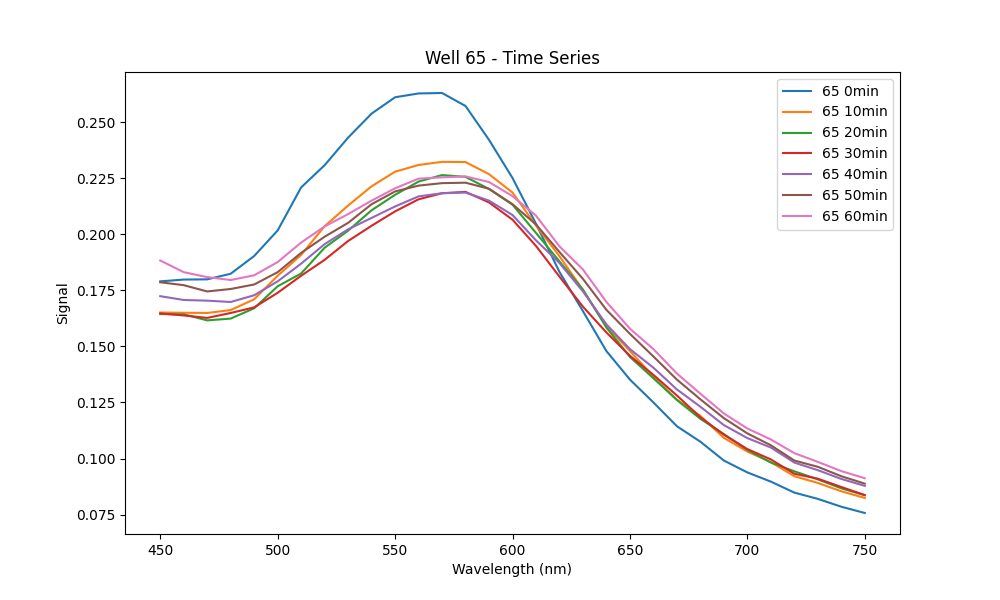 Well 65 - Time Series
65 0min
65 10min
65 20min
65 30min
65 40min
65 50min
65 60min
Signal
0.250
0.225
0.200
0.175
0.150
0.125
0.100
0.075
450 500 550 600 650 700 750
Wavelength (nm)